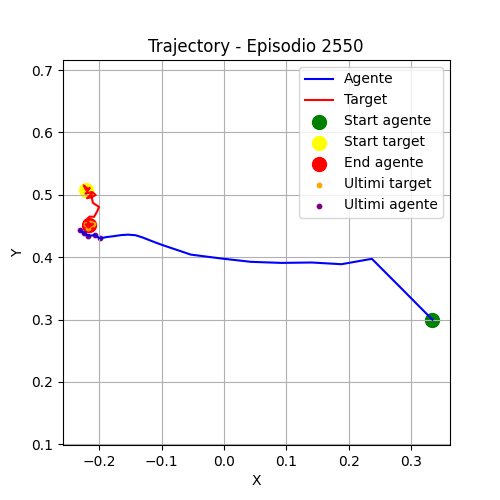 Trajectory - Episodio 2550
Agente
Target
Start agente
Start target
End agente
Ultimi target
Ultimi agente
0.7
0.6
0.5
0.4
0.3
0.2
0.1
Y
−0.2
−0.1
0.0
0.1
0.2
0.3
X